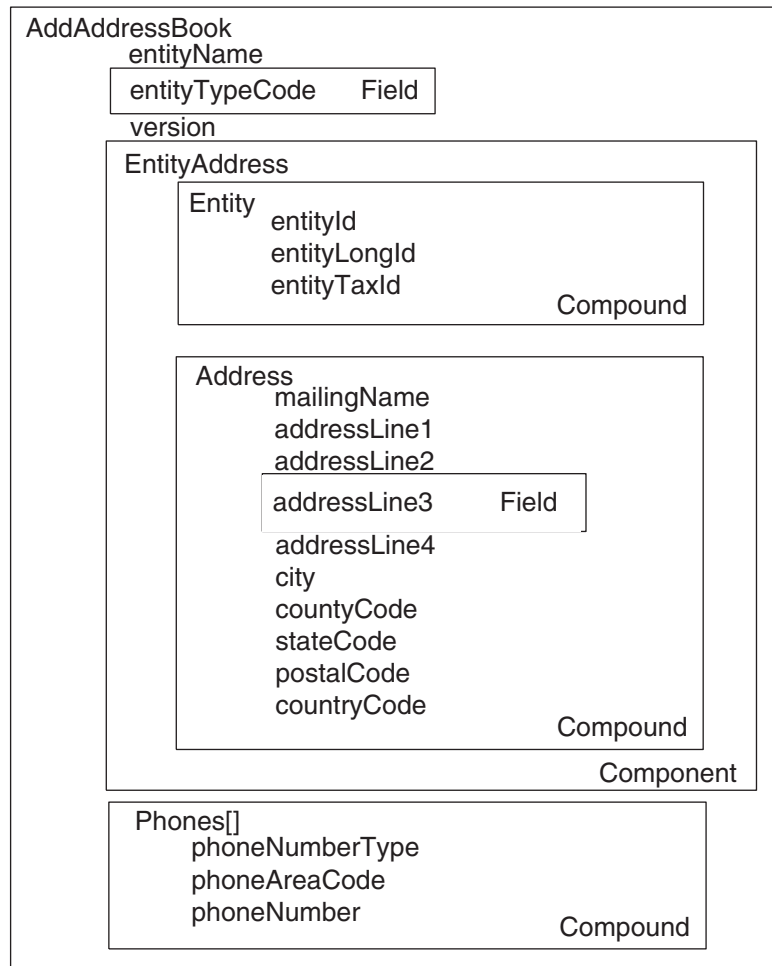 AddAddressBook
entityName
entityTypeCode Field
version
EntityAddress
Entity
entityId
entityLongId
entityTaxId
Compound
Address
mailingName
addressLine1
addressLine2
addressLine3 Field
addressLine4
city
countyCode
stateCode
postalCode
countryCode
Compound
Component
Phones[]
phoneNumberType
phoneAreaCode
phoneNumber
Compound